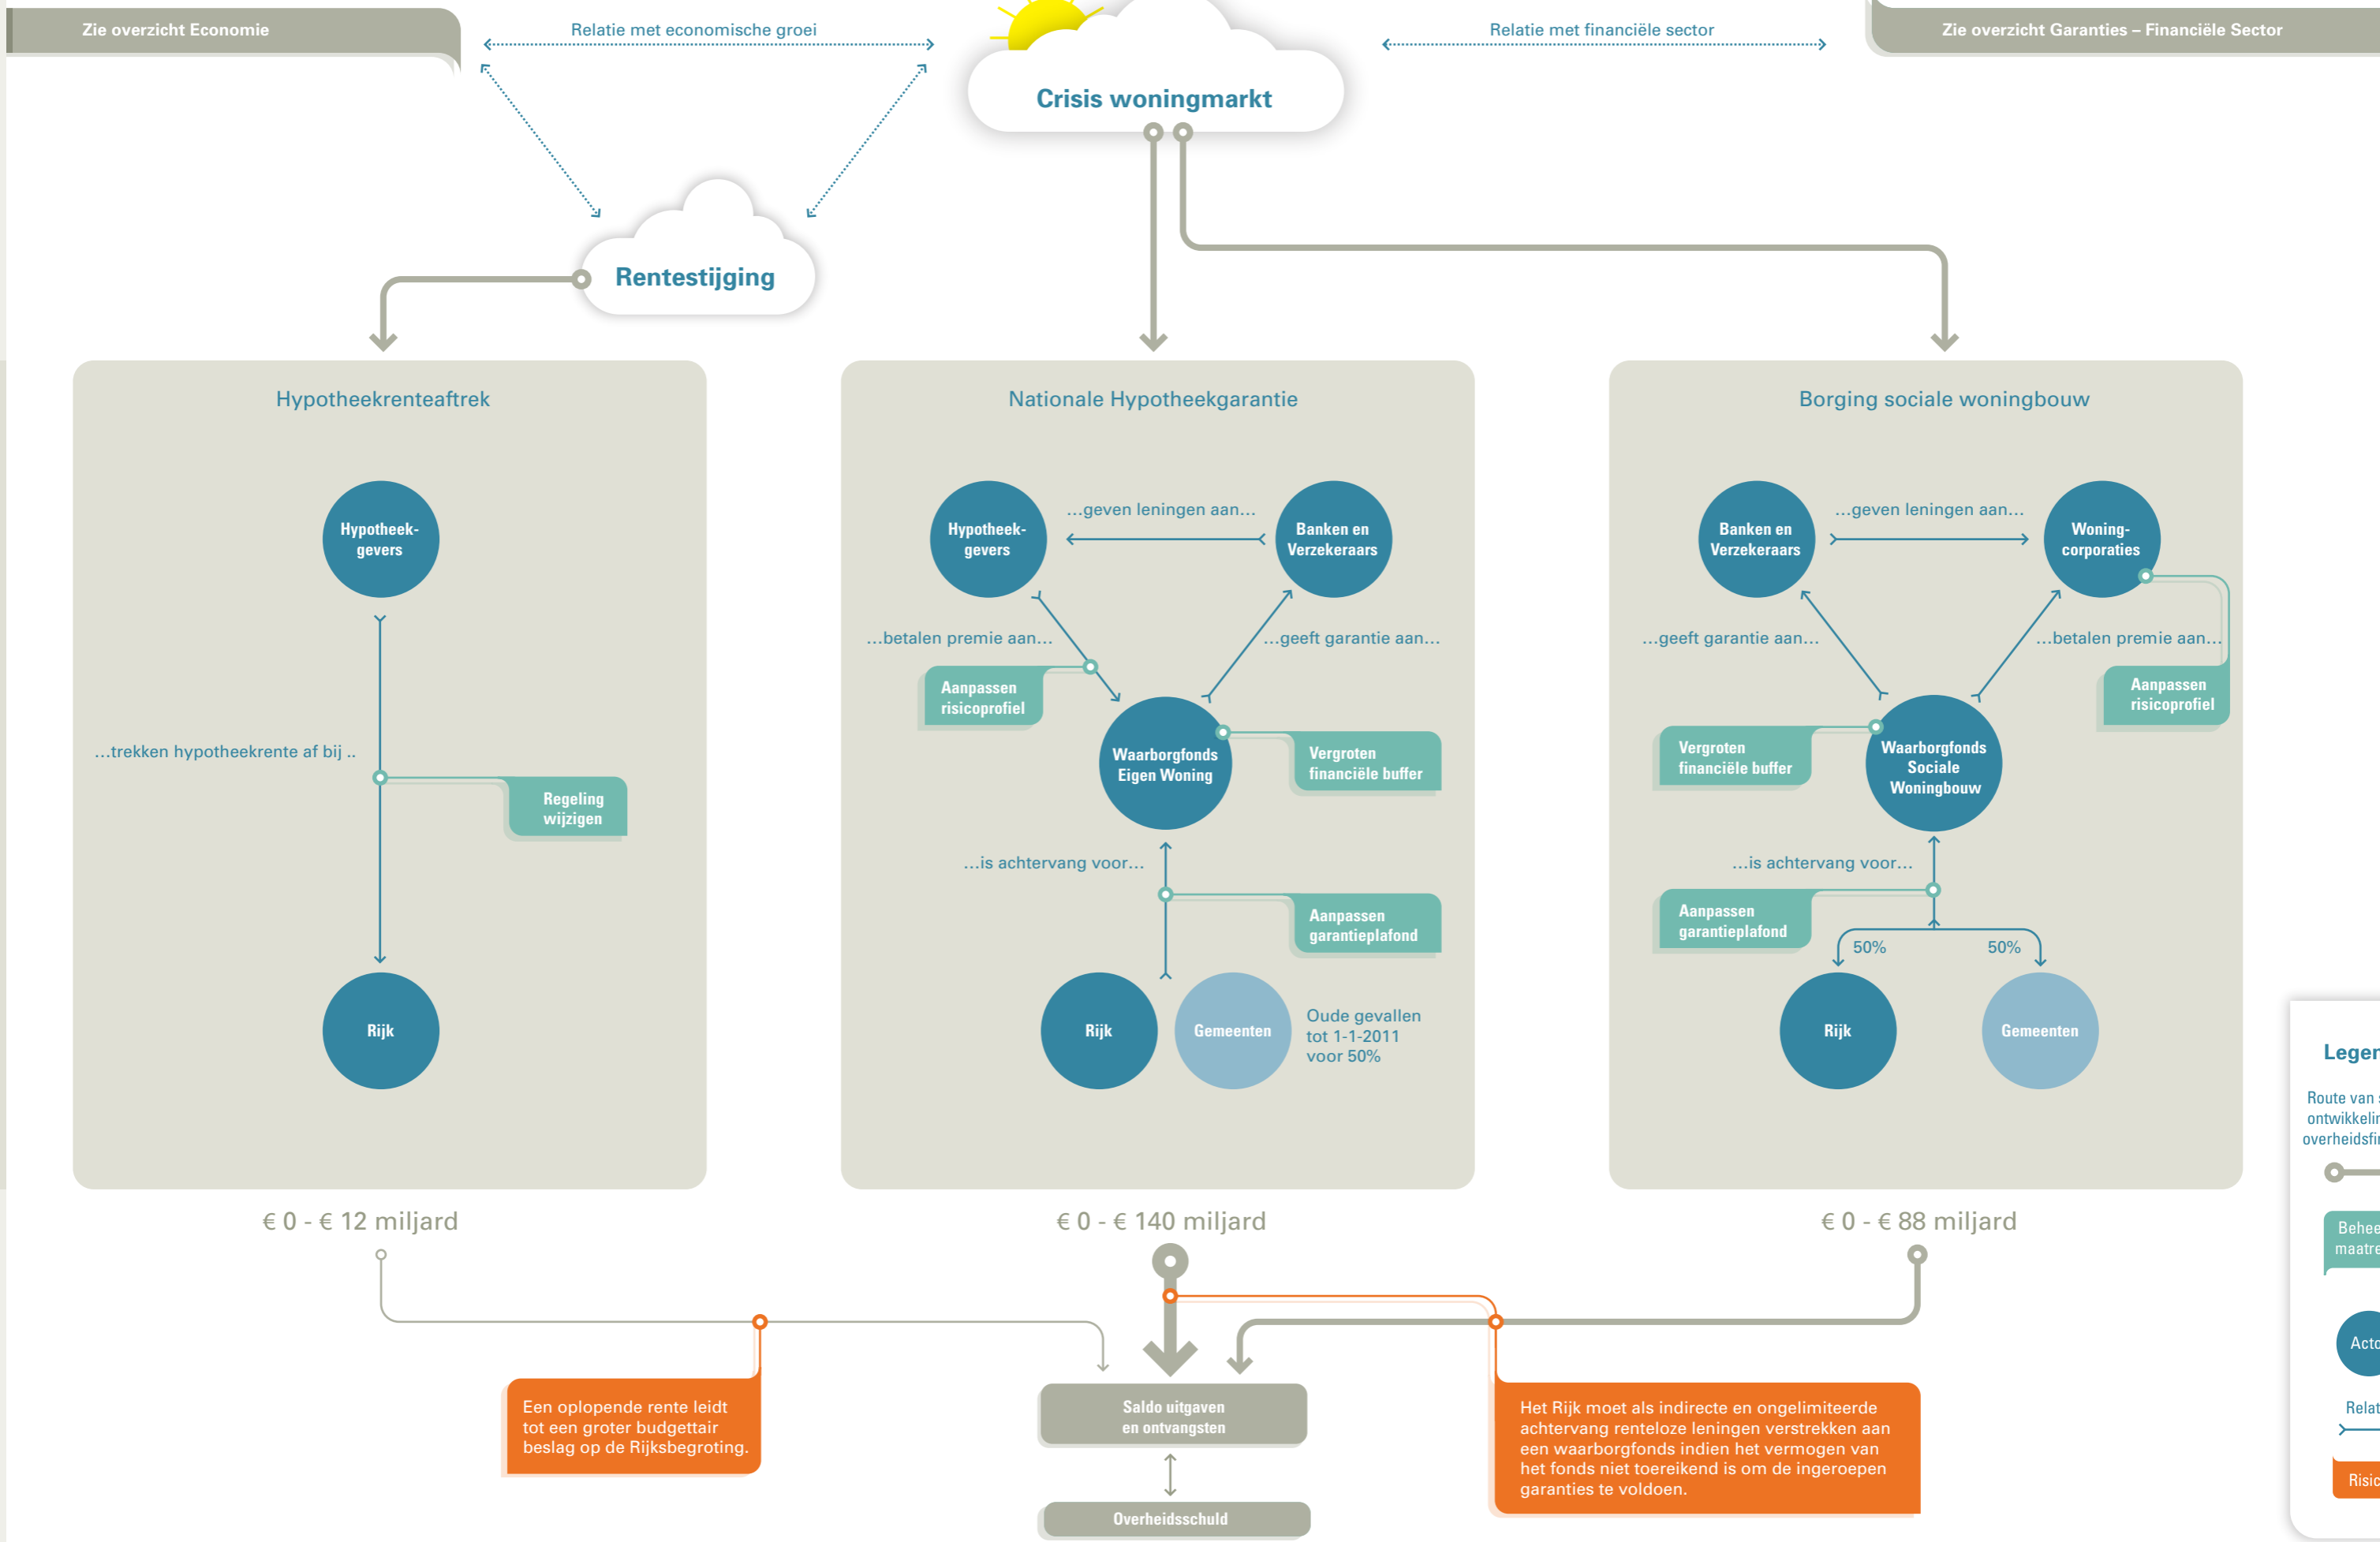 Zie overzicht Economie
Relatie met economische groei
Relatie met financiële sector
Zie overzicht Garanties – Financiële Sector
Crisis woningmarkt
Rentestijging
Hypotheekrenteaftrek
Hypotheek-
gevers
…trekken hypotheekrente af bij ..
Regeling
wijzigen
Rijk
€ 0 - € 12 miljard
Nationale Hypotheekgarantie
Hypotheek-
gevers
…geven leningen aan…
Banken en
Verzekeraars
…betalen premie aan…
…geeft garantie aan…
Aanpassen
risicoprofiel
Waarborgfonds
Eigen Woning
Vergroten
financiële buffer
…is achtervang voor…
Aanpassen
garantieplafond
Rijk
Gemeenten
Oude gevallen
tot 1-1-2011
voor 50%
€ 0 - € 140 miljard
Borging sociale woningbouw
Banken en
Verzekeraars
…geven leningen aan…
Woning-
corporaties
…geeft garantie aan…
…betalen premie aan…
Aanpassen
risicoprofiel
Vergroten
financiële buffer
Waarborgfonds
Sociale
Woningbouw
…is achtervang voor…
Aanpassen
garantieplafond
50%
50%
Rijk
Gemeenten
€ 0 - € 88 miljard
Een oplopende rente leidt
tot een groter budgettair
beslag op de Rijksbegroting.
Saldo uitgaven
en ontvangsten
Overheidsschuld
Het Rijk moet als indirecte en ongelimiteerde
achtervang renteloze leningen verstrekken aan
een waarborgfonds indien het vermogen van
het fonds niet toereikend is om de ingeroepen
garanties te voldoen.
Route van